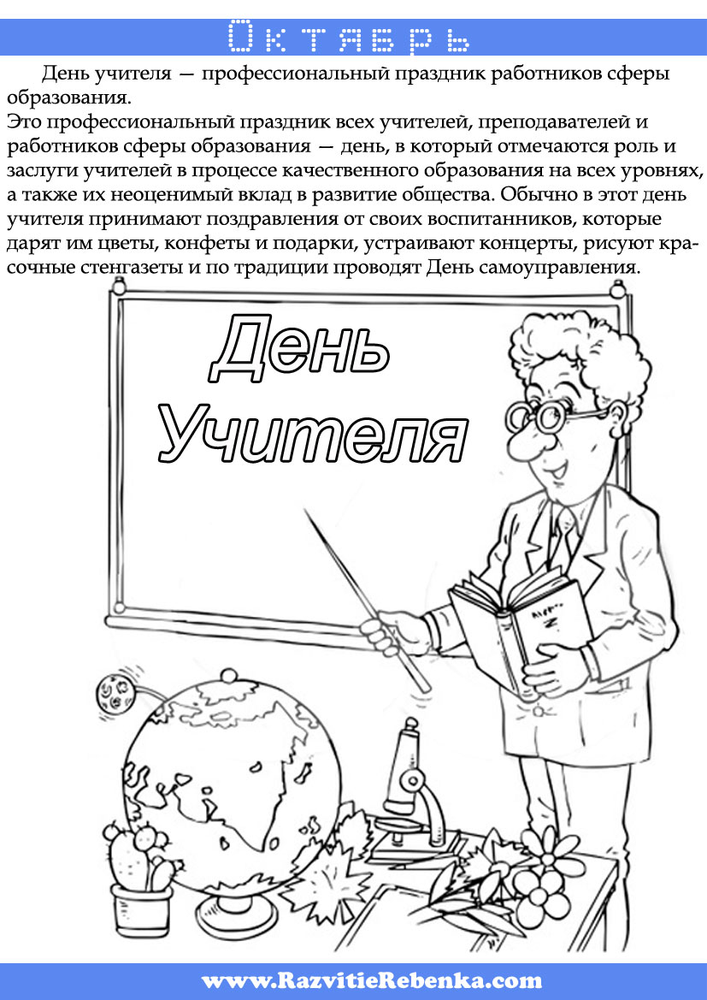 Октябрь
День учителя — профессиональный праздник работников сферы
образования.
Это профессиональный праздник всех учителей, преподавателей и
работников сферы образования — день, в который отмечаются роль и
заслуги учителей в процессе качественного образования на всех уровнях,
а также их неоценимый вклад в развитие общества. Обычно в этот день
учителя принимают поздравления от своих воспитанников, которые
дарят им цветы, конфеты и подарки, устраивают концерты, рисуют кра-
сочные стенгазеты и по традиции проводят День самоуправления.
День
Учителя
www.RazvitieRebenka.com